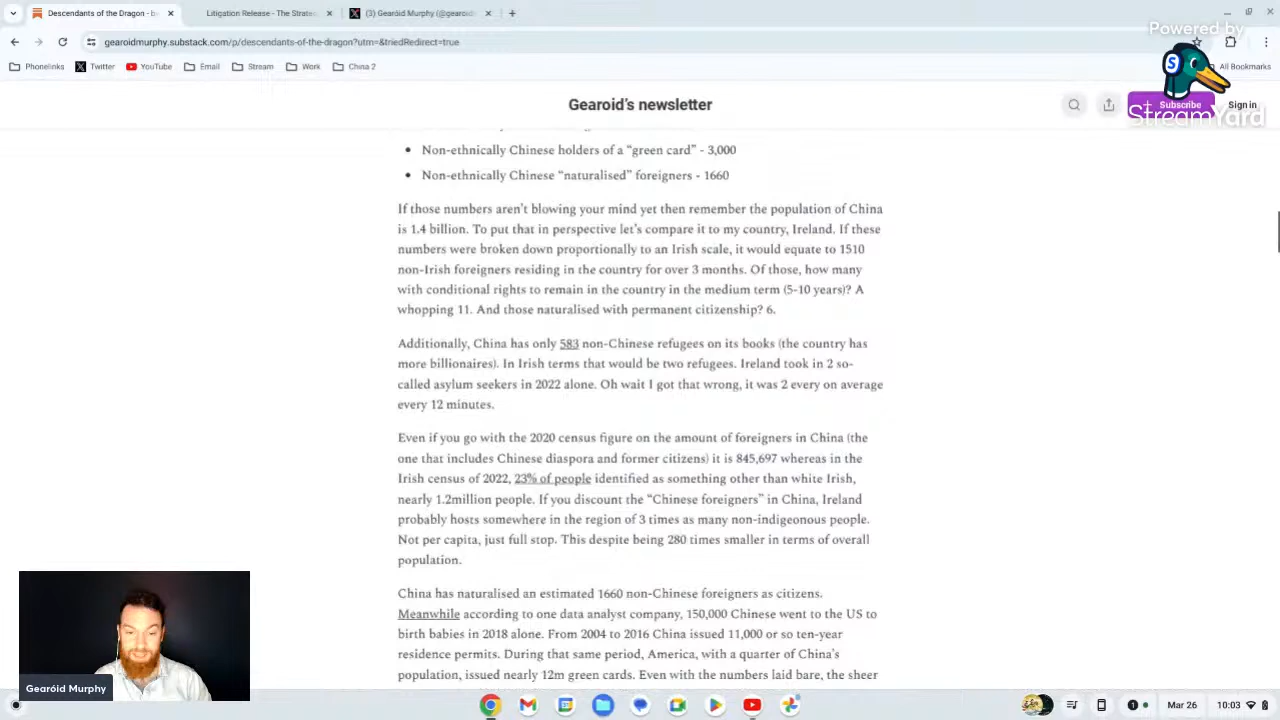 Descendants of the Dragon - b
Litigation Release - The Strate
(3) Gearóid Murphy (@gearoid
gearoidmurphy.substack.com/p/descendants-of-the-dragon?utm=&triedRedirect=true
Powered by
Phonelinks
Twitter
YouTube
Email
Stream
Work
China 2
All Bookmarks
Gearoid's newsletter
Subscribe
Sign in
StreamYard
Non-ethnically Chinese holders of a “green card” - 3,000
Non-ethnically Chinese “naturalised” foreigners - 1660
If those numbers aren’t blowing your mind yet then remember the population of China
is 1.4 billion. To put that in perspective let’s compare it to my country, Ireland. If these
numbers were broken down proportionally to an Irish scale, it would equate to 1510
non-Irish foreigners residing in the country for over 3 months. Of those, how many
with conditional rights to remain in the country in the medium term (5-10 years)? A
whopping 11. And those naturalised with permanent citizenship? 6.
Additionally, China has only 583 non-Chinese refugees on its books (the country has
more billionaires). In Irish terms that would be two refugees. Ireland took in 2 so-
called asylum seekers in 2022 alone. Oh wait I got that wrong, it was 2 every on average
every 12 minutes.
Even if you go with the 2020 census figure on the amount of foreigners in China (the
one that includes Chinese diaspora and former citizens) it is 845,697 whereas in the
Irish census of 2022, 23% of people identified as something other than white Irish,
nearly 1.2million people. If you discount the “Chinese foreigners” in China, Ireland
probably hosts somewhere in the region of 3 times as many non-indigeonous people.
Not per capita, just full stop. This despite being 280 times smaller in terms of overall
population.
China has naturalised an estimated 1660 non-Chinese foreigners as citizens.
Meanwhile according to one data analyst company, 150,000 Chinese went to the US to
birth babies in 2018 alone. From 2004 to 2016 China issued 11,000 or so ten-year
residence permits. During that same period, America, with a quarter of China’s
population, issued nearly 12m green cards. Even with the numbers laid bare, the sheer
Gearóid Murphy
Mar 26
10:03